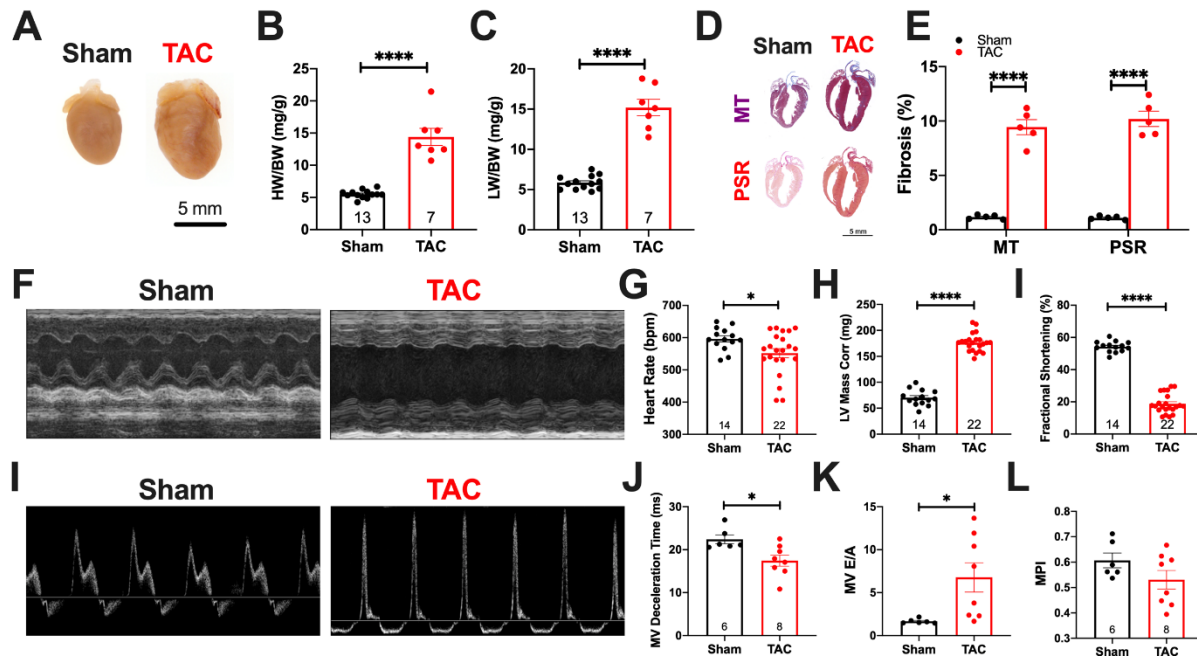 A
Sham
TAC
5 mm
B
****
HW/BW (mg/g)
25
20
15
10
5
0
13
7
Sham
TAC
C
****
LW/BW (mg/g)
20
15
10
5
0
13
7
Sham
TAC
D
Sham
TAC
MT
PSR
5 mm
E
Sham
TAC
****
****
Fibrosis (%)
15
10
5
0
MT
PSR
F
Sham
TAC
G
*
Heart Rate (bpm)
700
600
500
400
300
14
22
Sham
TAC
H
****
LV Mass Corr (mg)
250
200
150
100
50
0
14
22
Sham
TAC
I
****
Fractional Shortening (%)
80
60
40
20
0
14
22
Sham
TAC
I
Sham
TAC
J
*
MV Deceleration Time (ms)
30
20
10
0
6
8
Sham
TAC
K
*
MV E/A
15
10
5
0
Sham
TAC
L
MPI
0.8
0.7
0.6
0.5
0.4
0.3
6
8
Sham
TAC